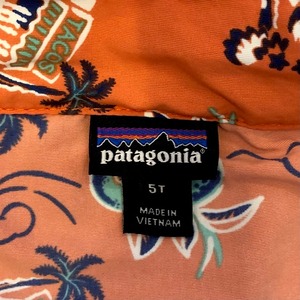 TACOS
patagonia
5T
MADE IN
VIETNAM